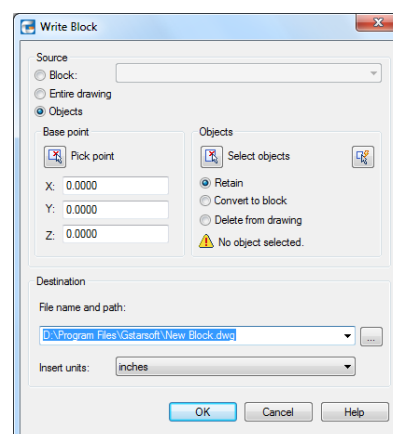 Write Block
Source
Block:
Entire drawing
Objects
Base point
Pick point
X: 0.0000
Y: 0.0000
Z: 0.0000
Objects
Select objects
Retain
Convert to block
Delete from drawing
No object selected.
Destination
File name and path:
D:\Program Files\Gstarsoft\New Block.dwg
...
Insert units: inches
OK Cancel Help